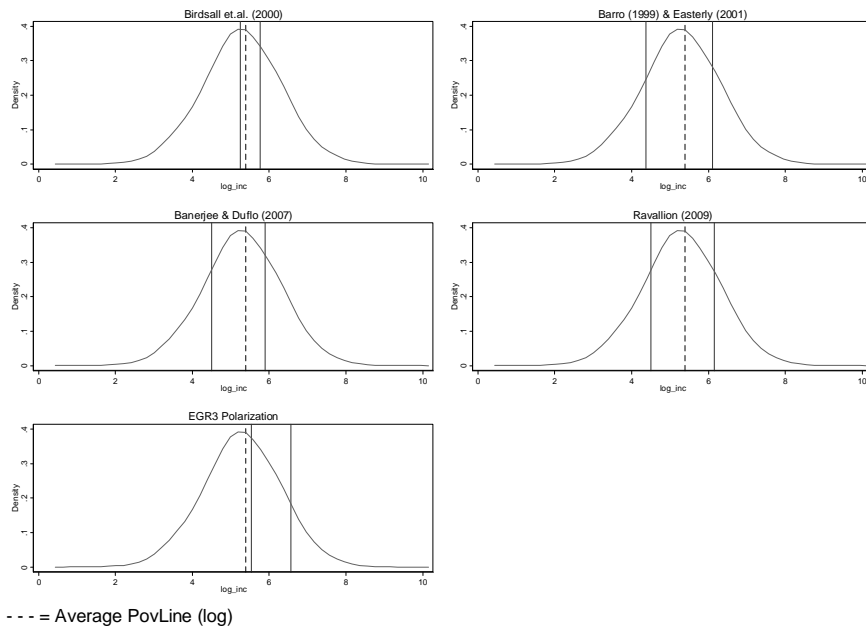 Birdsall et.al. (2000)
Density
0 .1 .2 .3 .4
0 2 4 6 8 10
log_inc
Barro (1999) & Easterly (2001)
Density
0 .1 .2 .3 .4
0 2 4 6 8 10
log_inc
Banerjee & Duflo (2007)
Density
0 .1 .2 .3 .4
0 2 4 6 8 10
log_inc
Ravallion (2009)
Density
0 .1 .2 .3 .4
0 2 4 6 8 10
log_inc
EGR3 Polarization
Density
0 .1 .2 .3 .4
0 2 4 6 8 10
log_inc
- - - = Average PovLine (log)